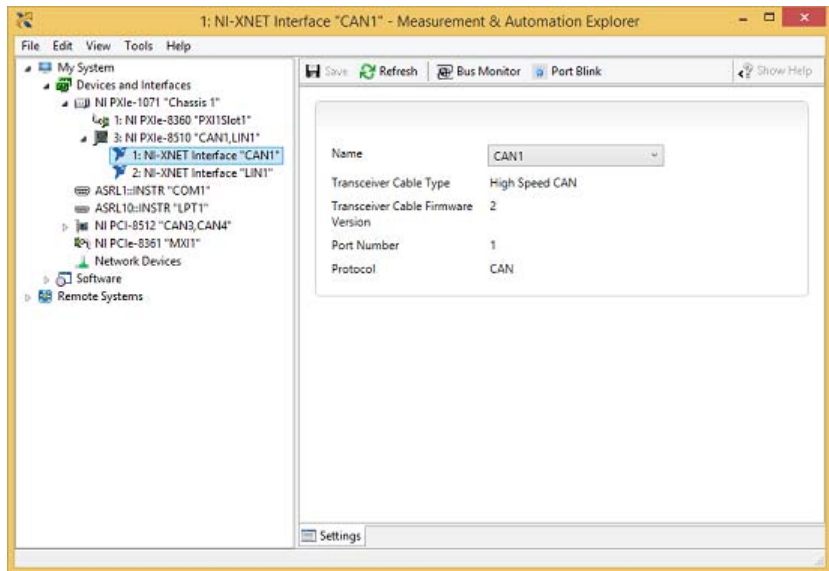 1: NI-XNET Interface "CAN1" - Measurement & Automation Explorer
File Edit View Tools Help
My System
Devices and Interfaces
NI PXIe-1071 "Chassis 1"
1: NI PXIe-8360 "PXI1Slot1"
3: NI PXIe-8510 "CAN1,LIN1"
1: NI-XNET Interface "CAN1"
2: NI-XNET Interface "LIN1"
ASRL1::INSTR "COM1"
ASRL10::INSTR "LPT1"
NI PCI-8512 "CAN3,CAN4"
NI PCIe-8361 "MXI1"
Network Devices
Software
Remote Systems
Save Refresh Bus Monitor Port Blink Show Help
Name CAN1
Transceiver Cable Type High Speed CAN
Transceiver Cable Firmware 2
Version
Port Number 1
Protocol CAN
Settings